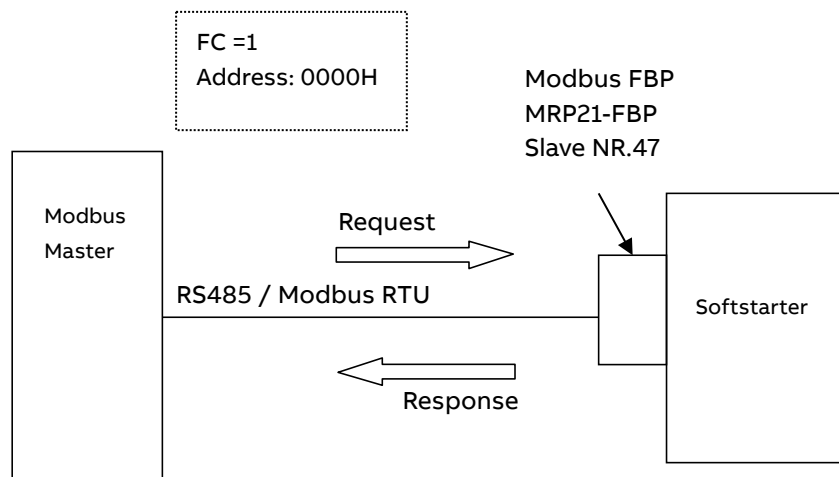 FC =1
Address: 0000H
Modbus FBP
MRP21-FBP
Slave NR.47
Modbus
Master
Request
RS485 / Modbus RTU
Softstarter
Response